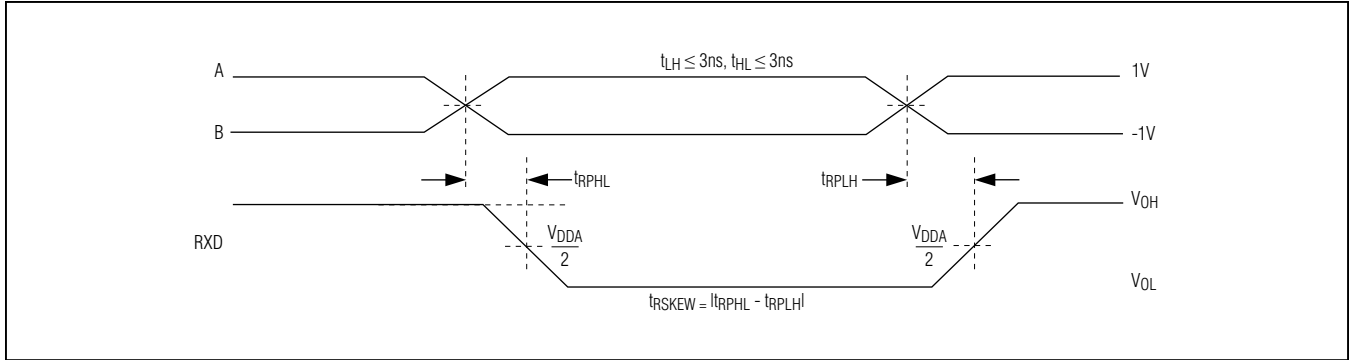 A
tLH ≤ 3ns, tHL ≤ 3ns
1V
B
-1V
tRPHL
tRPLH
RXD
VDDA
2
VDDA
2
VOH
VOL
tRSKEW = |tRPHL - tRPLH|